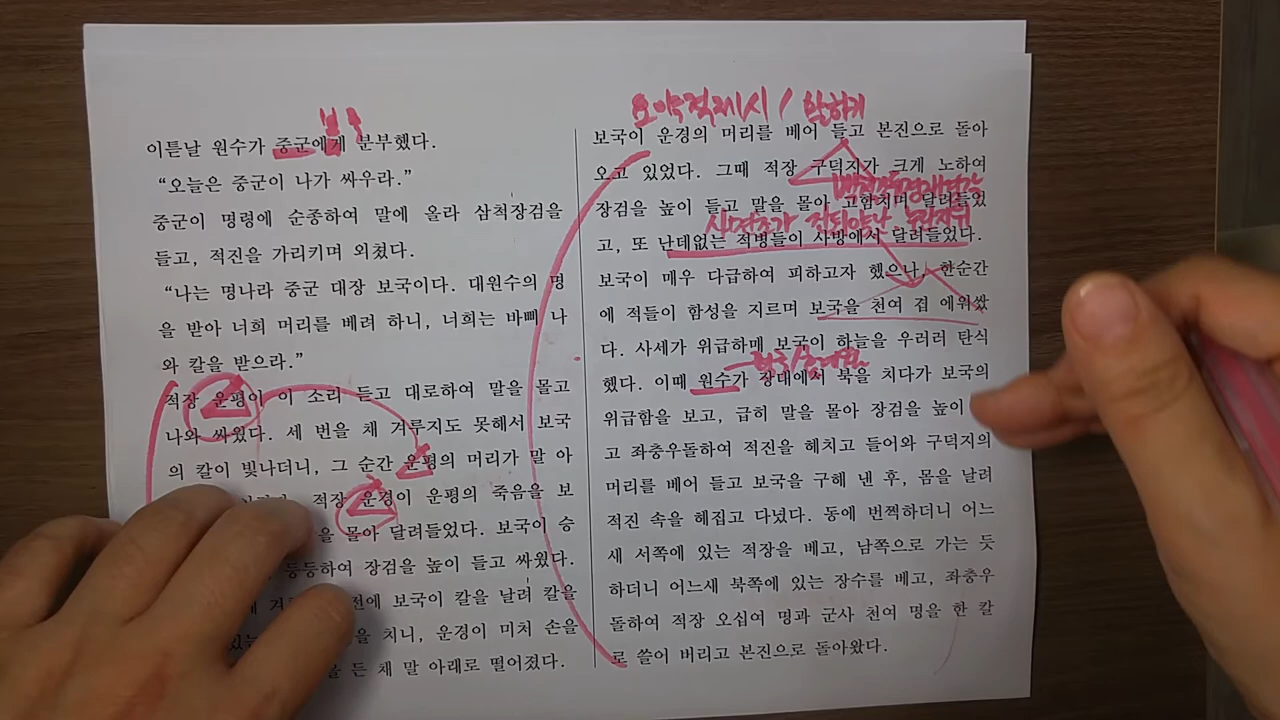 이튿날 원수가 중군에게 분부했다.
“오늘은 중군이 나가 싸우라.”
중군이 명령에 순종하여 말에 올라 삼척장검을
들고, 적진을 가리키며 외쳤다.
“나는 명나라 중군 대장 보국이다. 대원수의 명
을 받아 너희 머리를 베려 하니, 너희는 바삐 나
와 칼을 받으라.”
적장 운평이 이 소리 듣고 대로하여 말을 몰고
나와 싸웠다. 세 번을 채 겨루지도 못해서 보국
의 칼이 빛나더니, 그 순간 운평의 머리가 말 아
적장 운경이 운평의 죽음을 보
을 몰아 달려들었다. 보국이 승
등등하여 장검을 높이 들고 싸웠다.
전에 보국이 칼을 날려 칼을
을 치니, 운경이 미처 손을
든 채 말 아래로 떨어졌다.
요약적제시 / 말하기
보국이 운경의 머리를 베어 들고 본진으로 돌아
오고 있었다. 그때 적장 구덕지가 크게 노하여
장검을 높이 들고 말을 몰아 고함치며 달려들었
고, 또 난데없는 적병들이 사방에서 달려들었다.
보국이 매우 다급하여 피하고자 했으나, 한순간
에 적들이 함성을 지르며 보국을 천여 겹 에워쌌
다. 사세가 위급하매 보국이 하늘을 우러러 탄식
했다. 이때 원수가 장대에서 북을 치다가 보국의
위급함을 보고, 급히 말을 몰아 장검을 높이
고 좌충우돌하여 적진을 헤치고 들어와 구덕지의
머리를 베어 들고 보국을 구해 낸 후, 몸을 날려
적진 속을 헤집고 다녔다. 동에 번쩍하더니 어느
새 서쪽에 있는 적장을 베고, 남쪽으로 가는 듯
하더니 어느새 북쪽에 있는 장수를 베고, 좌충우
돌하여 적장 오십여 명과 군사 천여 명을 한 칼
로 쓸어 버리고 본진으로 돌아왔다.